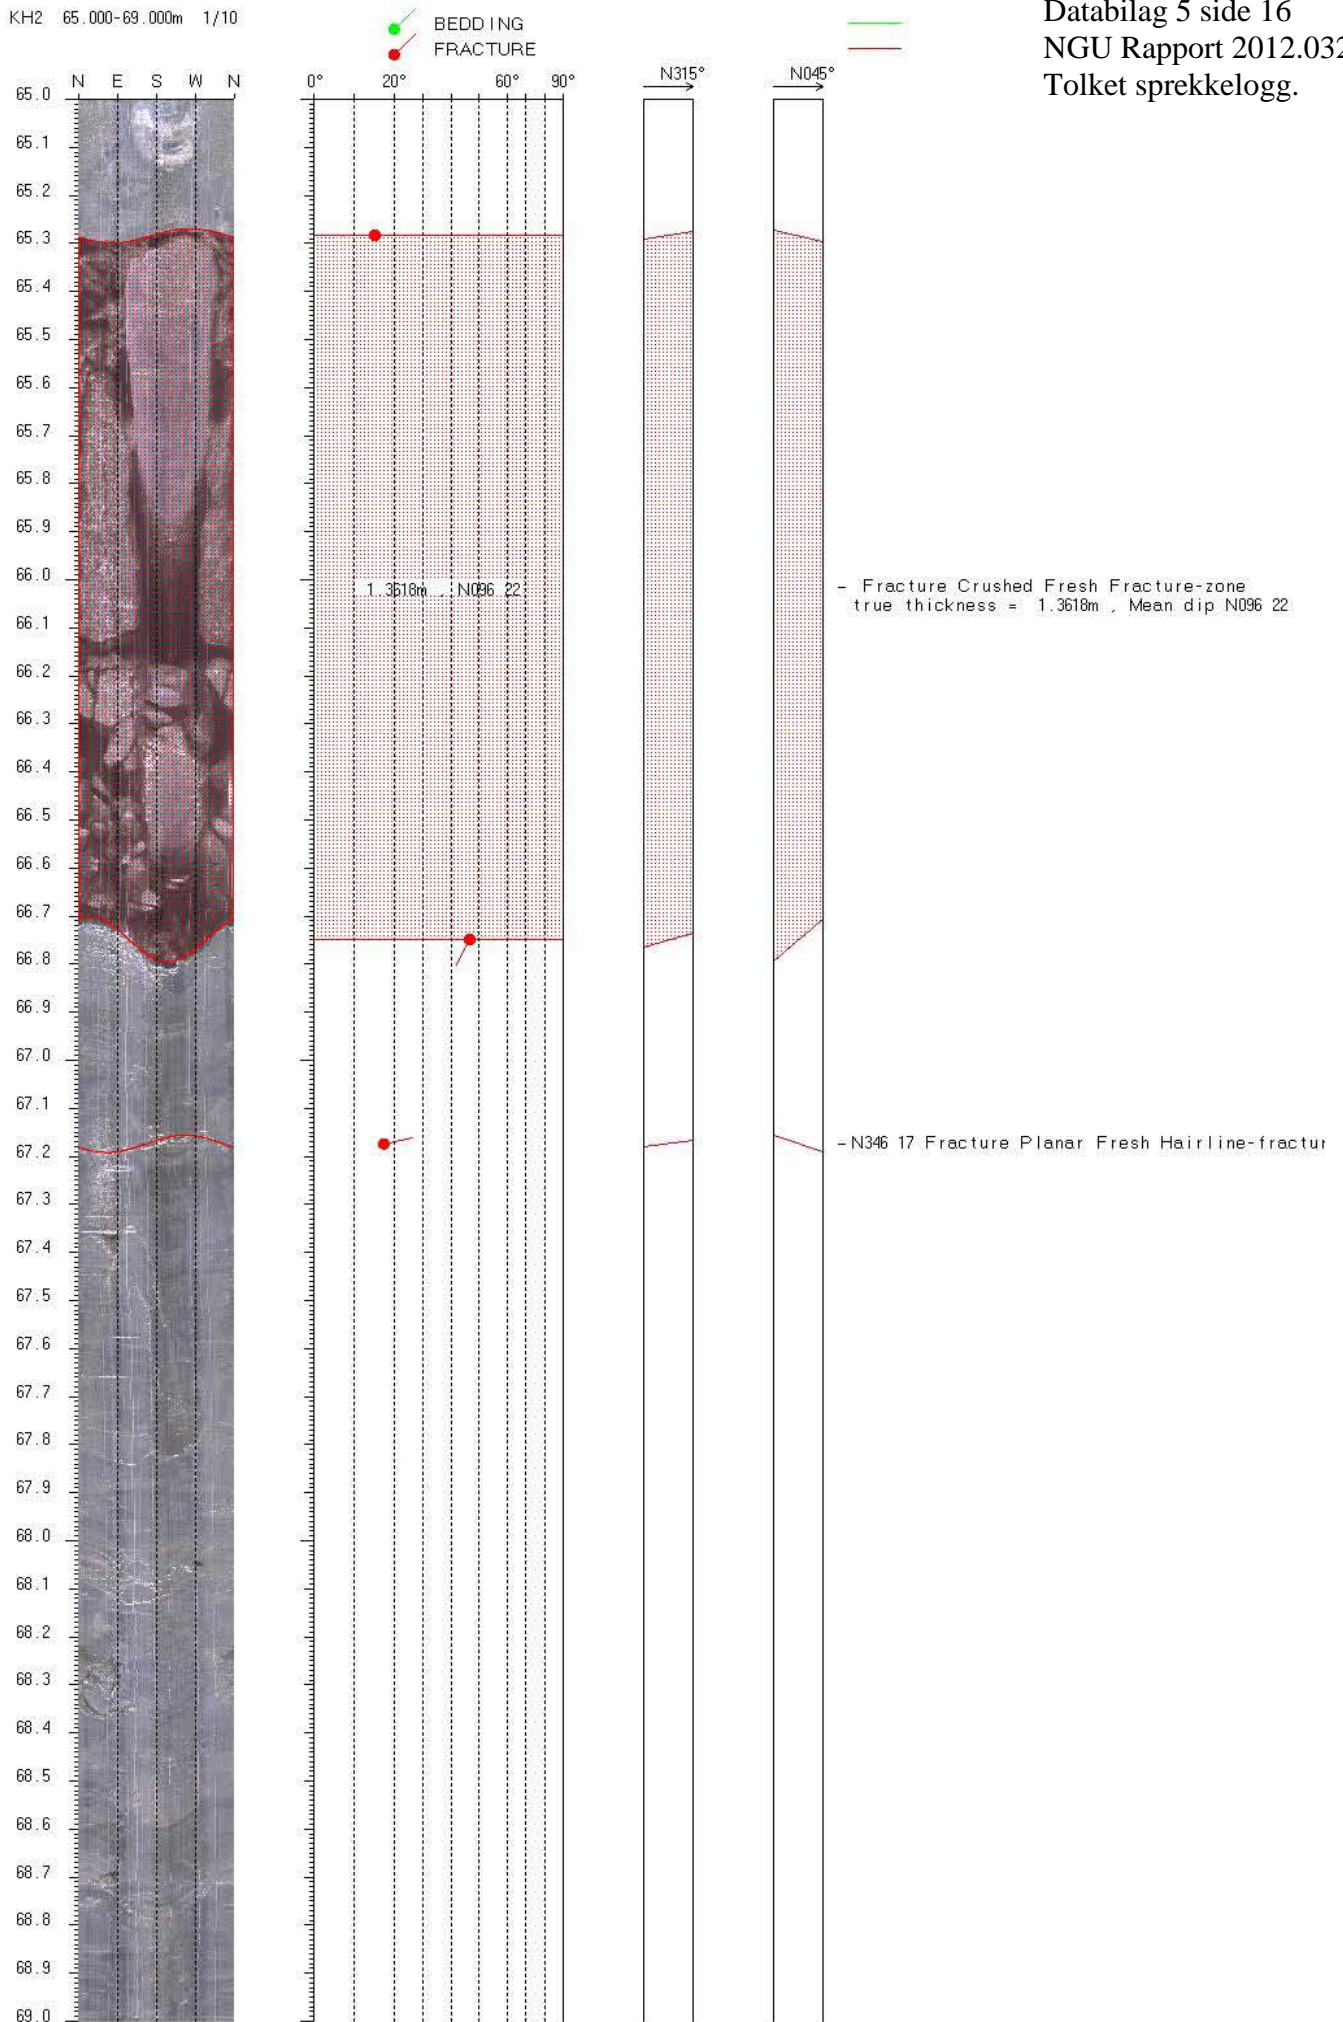 KH2 65.000-69.000m 1/10
BEDDING
FRACTURE
Databilag 5 side 16
NGU Rapport 2012.032
Tolket sprekkelogg.
N E S W N
0° 20° 60° 90°
N315°
N045°
65.0
65.1
65.2
65.3
65.4
65.5
65.6
65.7
65.8
65.9
66.0
1.3618m , N096 22
- Fracture Crushed Fresh Fracture-zone
true thickness = 1.3618m , Mean dip N096 22
66.1
66.2
66.3
66.4
66.5
66.6
66.7
66.8
66.9
67.0
67.1
67.2
-N346 17 Fracture Planar Fresh Hairline-fractur
67.3
67.4
67.5
67.6
67.7
67.8
67.9
68.0
68.1
68.2
68.3
68.4
68.5
68.6
68.7
68.8
68.9
69.0